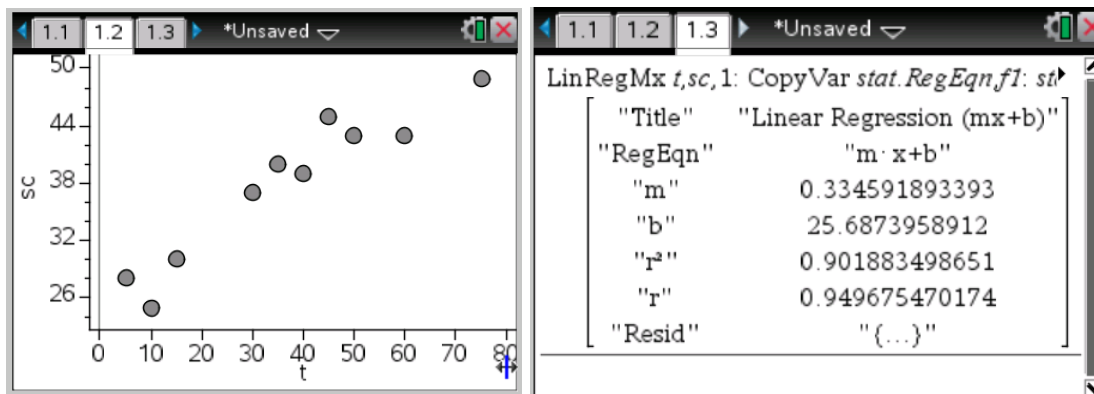 1.1 1.2 1.3 *Unsaved
50
44
38
sc
32
26
0 10 20 30 40 50 60 70 80
t
1.1 1.2 1.3 *Unsaved
LinRegMx t,sc,1: CopyVar stat.RegEqn,f1: st
"Title" "Linear Regression (mx+b)"
"RegEqn" "m·x+b"
"m" 0.334591893393
"b" 25.6873958912
"r²" 0.901883498651
"r" 0.949675470174
"Resid" "{...}"